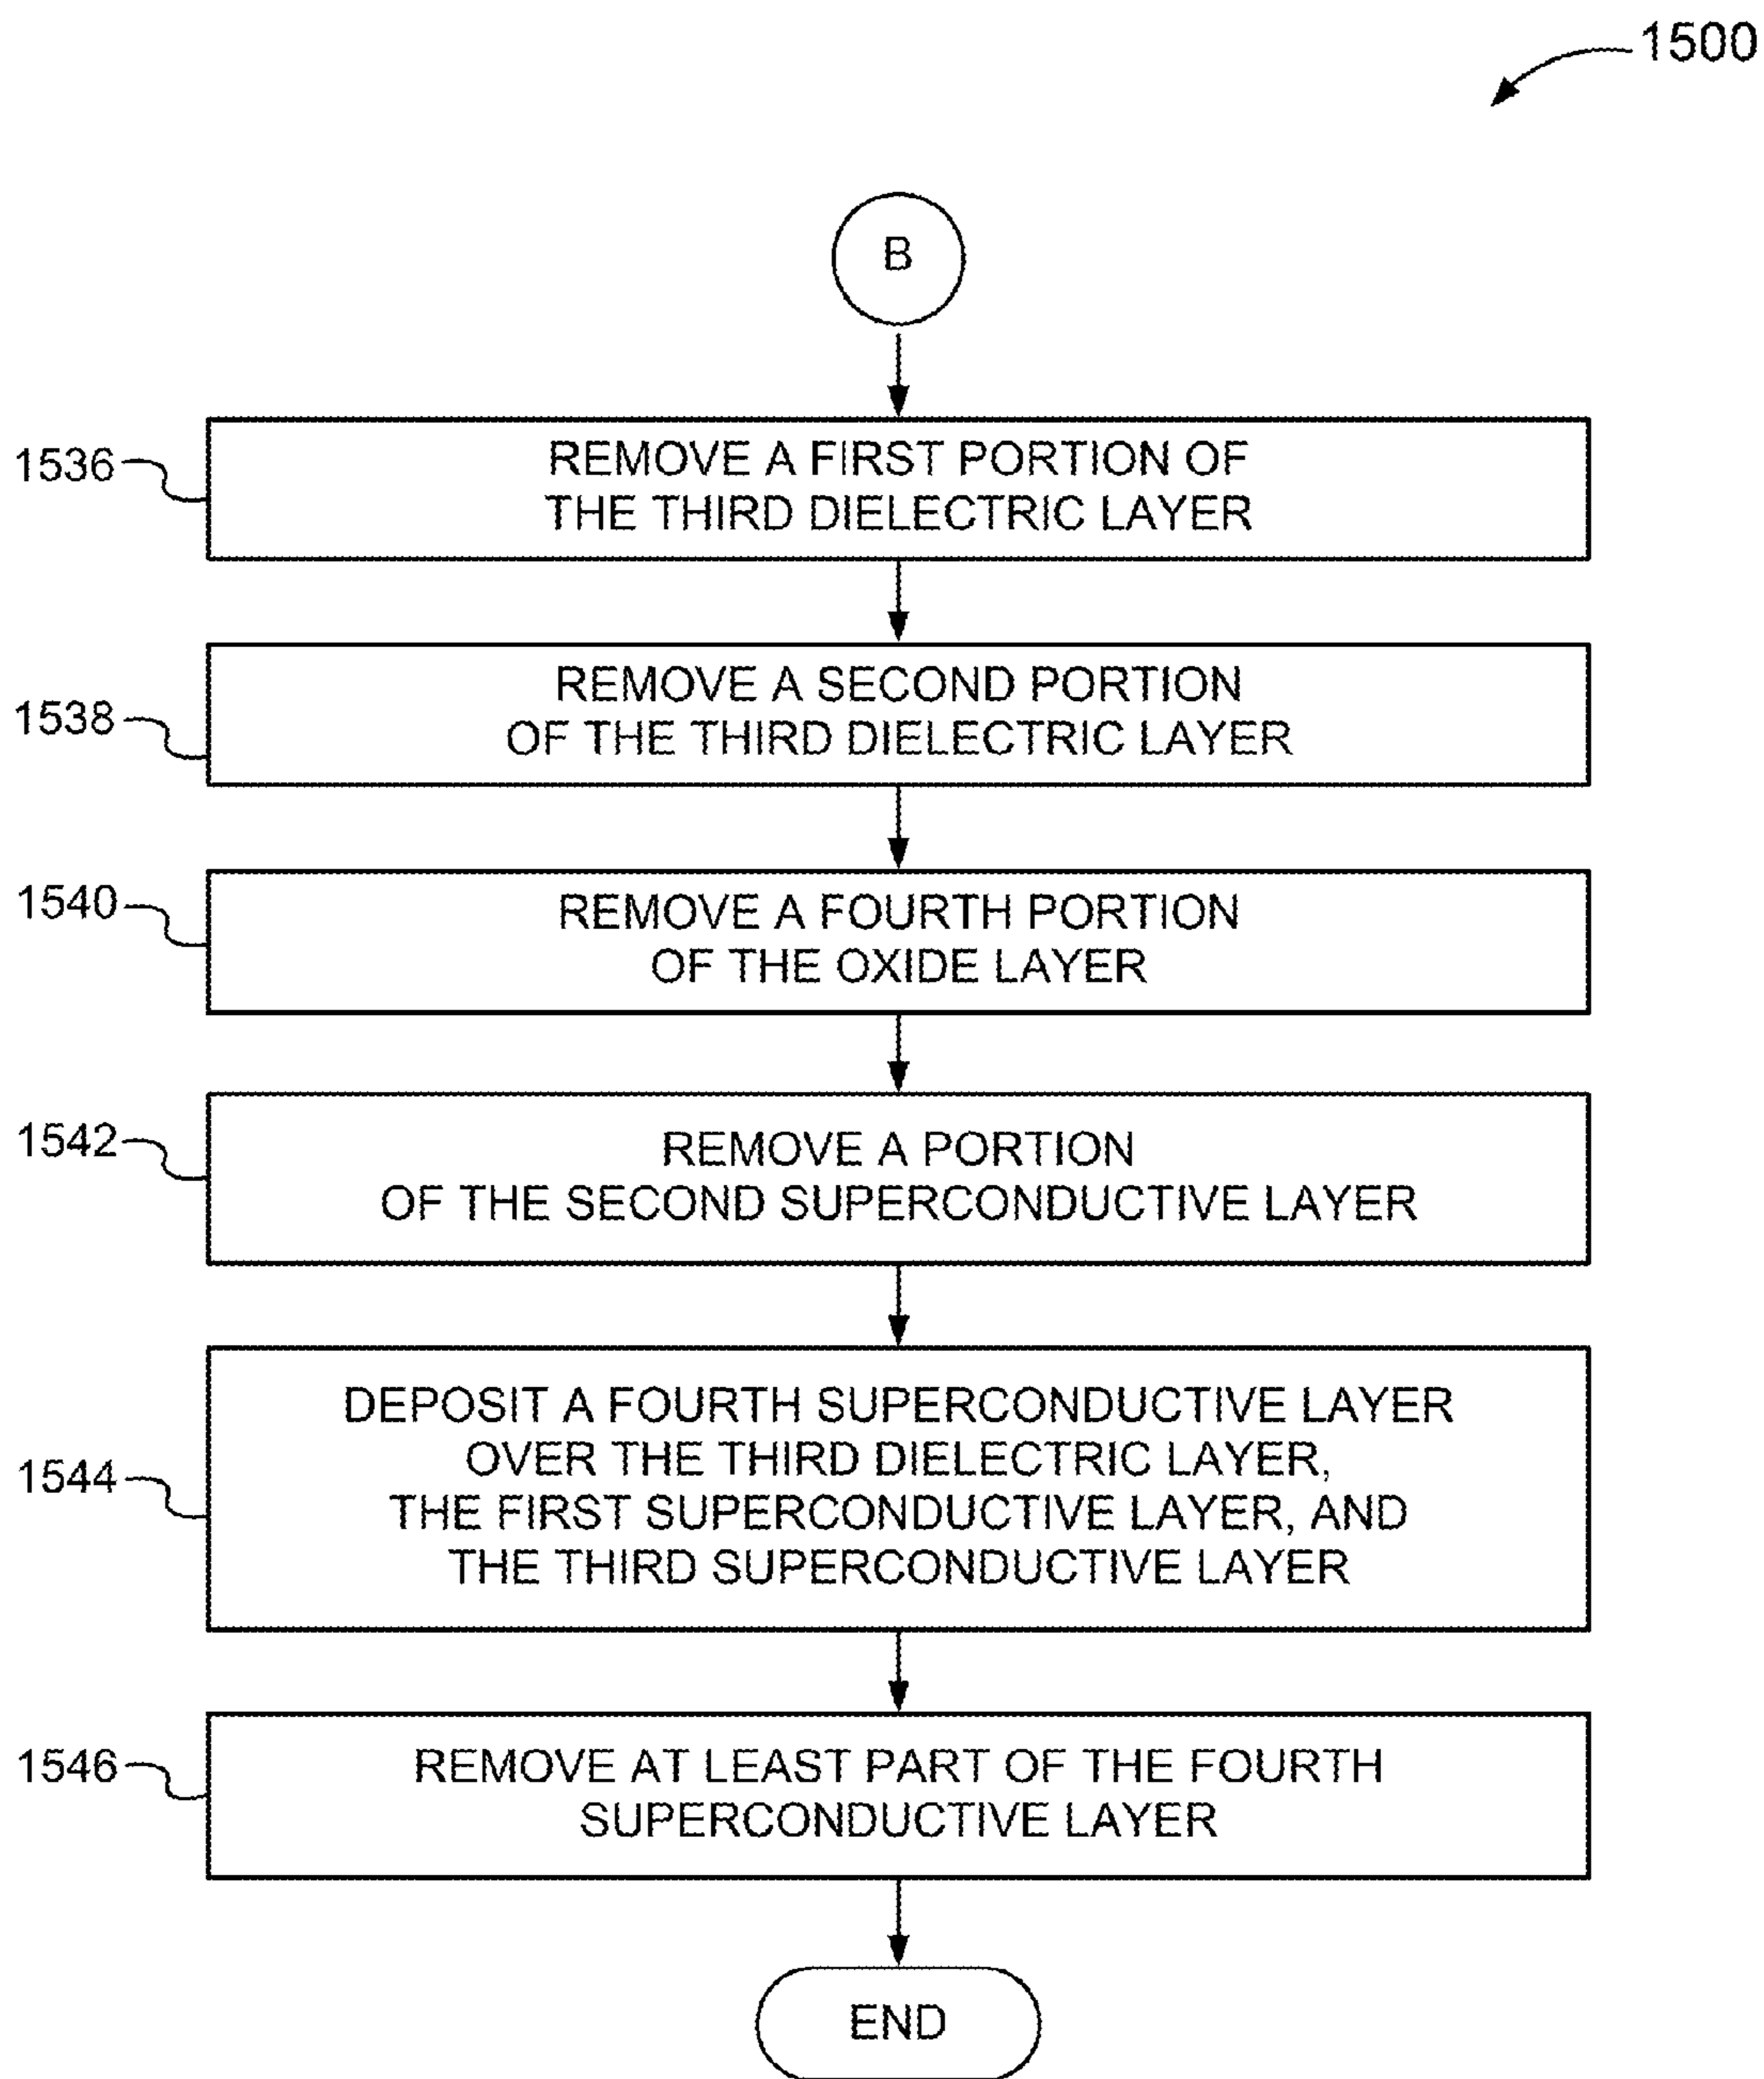 1500
B
1536
REMOVE A FIRST PORTION OF
THE THIRD DIELECTRIC LAYER
1538
REMOVE A SECOND PORTION
OF THE THIRD DIELECTRIC LAYER
1540
REMOVE A FOURTH PORTION
OF THE OXIDE LAYER
1542
REMOVE A PORTION
OF THE SECOND SUPERCONDUCTIVE LAYER
1544
DEPOSIT A FOURTH SUPERCONDUCTIVE LAYER
OVER THE THIRD DIELECTRIC LAYER,
THE FIRST SUPERCONDUCTIVE LAYER, AND
THE THIRD SUPERCONDUCTIVE LAYER
1546
REMOVE AT LEAST PART OF THE FOURTH
SUPERCONDUCTIVE LAYER
END